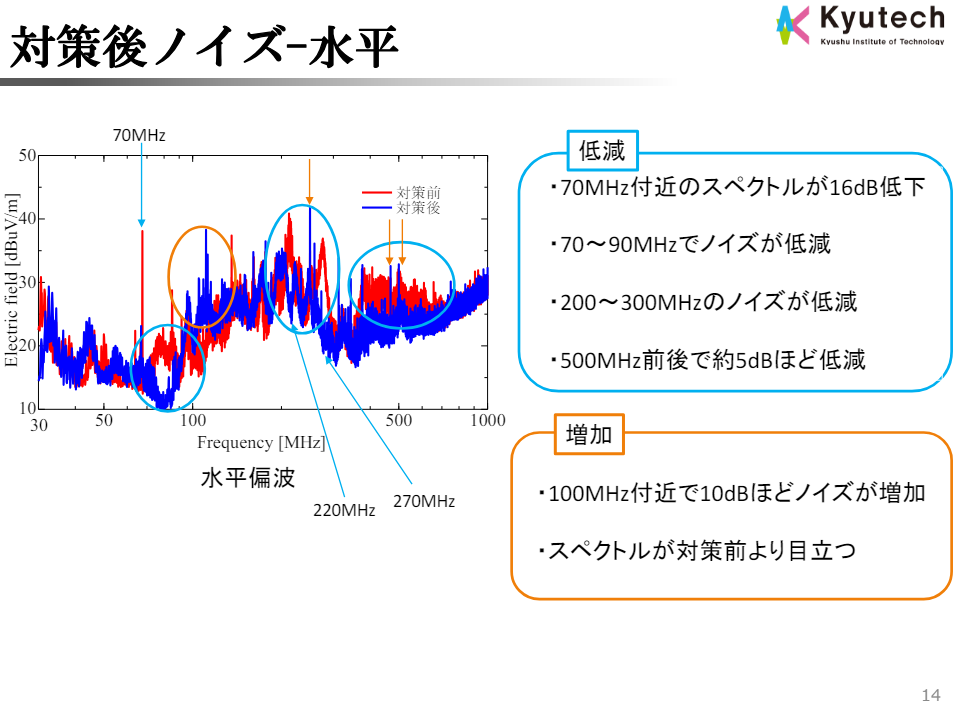 対策後ノイズ-水平
Kyutech
Kyushu Institute of Technology
70MHz
50
40
30
20
10
Electric field [dBuV/m]
対策前
対策後
30
50
100
500
1000
Frequency [MHz]
水平偏波
220MHz
270MHz
低減
・70MHz付近のスペクトルが16dB低下
・70～90MHzでノイズが低減
・200～300MHzのノイズが低減
・500MHz前後で約5dBほど低減
増加
・100MHz付近で10dBほどノイズが増加
・スペクトルが対策前より目立つ
14